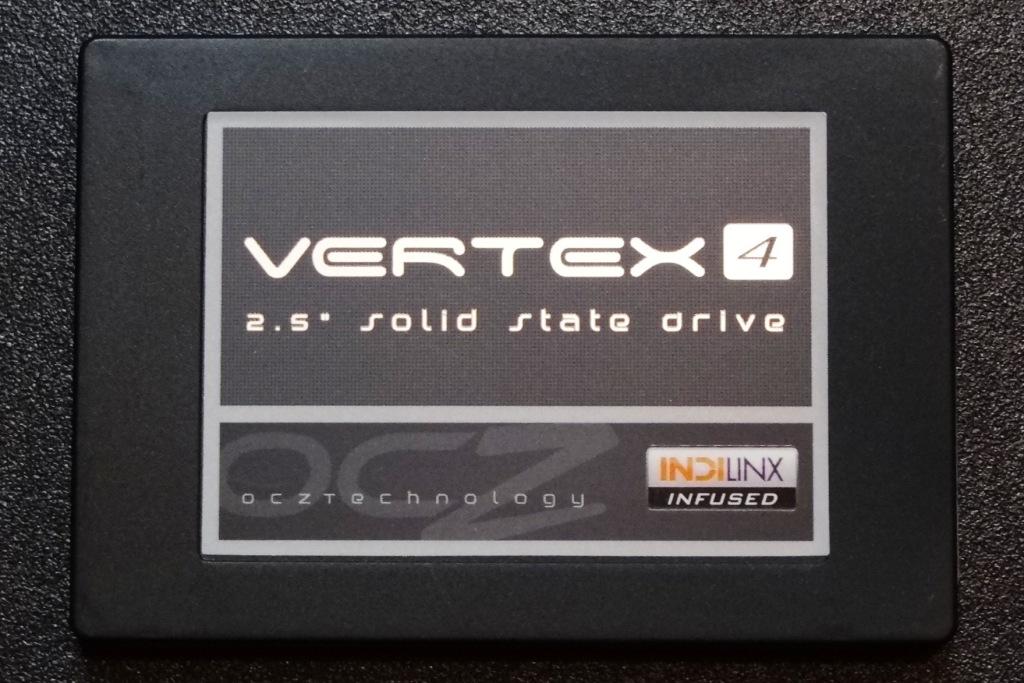 VERTEX 4
2.5" solid state drive
OCZ
OCZTechnology
INDILINX
INFUSED